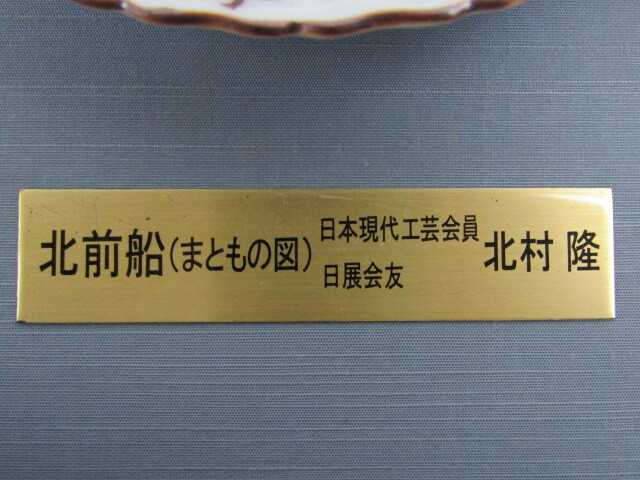 北前船(まともの図)
日本現代工芸会員
日展会友
北村 隆